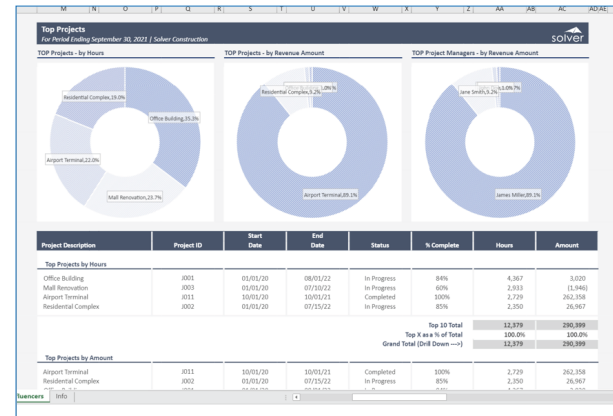 M N O P Q R S T U V W X Y Z AA AB AC AD AE
Top Projects
For Period Ending September 30, 2021 | Solver Construction
solver
TOP Projects - by Hours
TOP Projects - by Revenue Amount
TOP Project Managers - by Revenue Amount
Residential Complex,19.0%
Office Building,35.3%
Airport Terminal,22.0%
Mall Renovation,23.7%
Residential Complex,9.2%
Airport Terminal,89.1%
Jane Smith,9.2%
James Miller,89.1%
Project Description Project ID Start Date End Date Status % Complete Hours Amount
Top Projects by Hours
Office Building J001 01/01/20 08/01/22 In Progress 84% 4,367 3,020
Mall Renovation J003 01/01/20 07/10/22 In Progress 60% 2,933 (1,946)
Airport Terminal J011 10/01/20 10/01/21 Completed 100% 2,729 262,358
Residential Complex J002 01/01/20 07/15/22 In Progress 85% 2,350 26,967
Top 10 Total 12,379 290,399
Top X as a % of Total 100.0% 100.0%
Grand Total (Drill Down --->) 12,379 290,399
Top Projects by Amount
Airport Terminal J011 10/01/20 10/01/21 Completed 100% 2,729 262,358
Residential Complex J002 01/01/20 07/15/22 In Progress 85% 2,350 26,967
fluencers Info